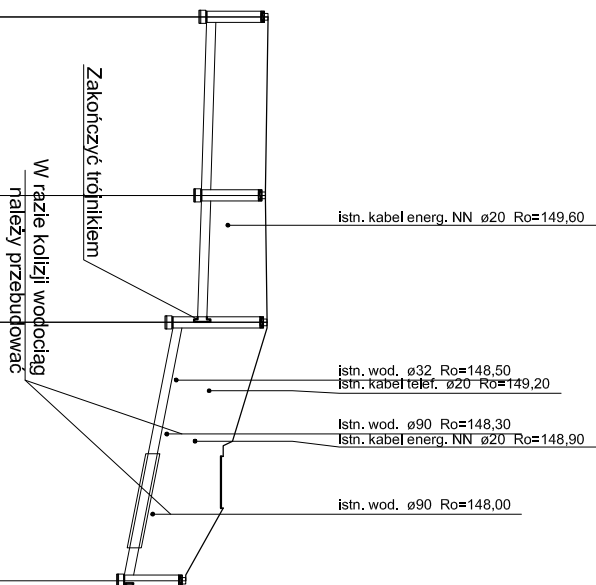 Zakończyć trójnikiem
W razie kolizji wodociąg
należy przebudować
istn. kabel energ. NN ø20 Ro=149,60
istn. wod. ø32 Ro=148,50
istn. kabel telef. ø20 Ro=149,20
istn. wod. ø90 Ro=148,30
istn. kabel energ. NN ø20 Ro=148,90
istn. wod. ø90 Ro=148,00